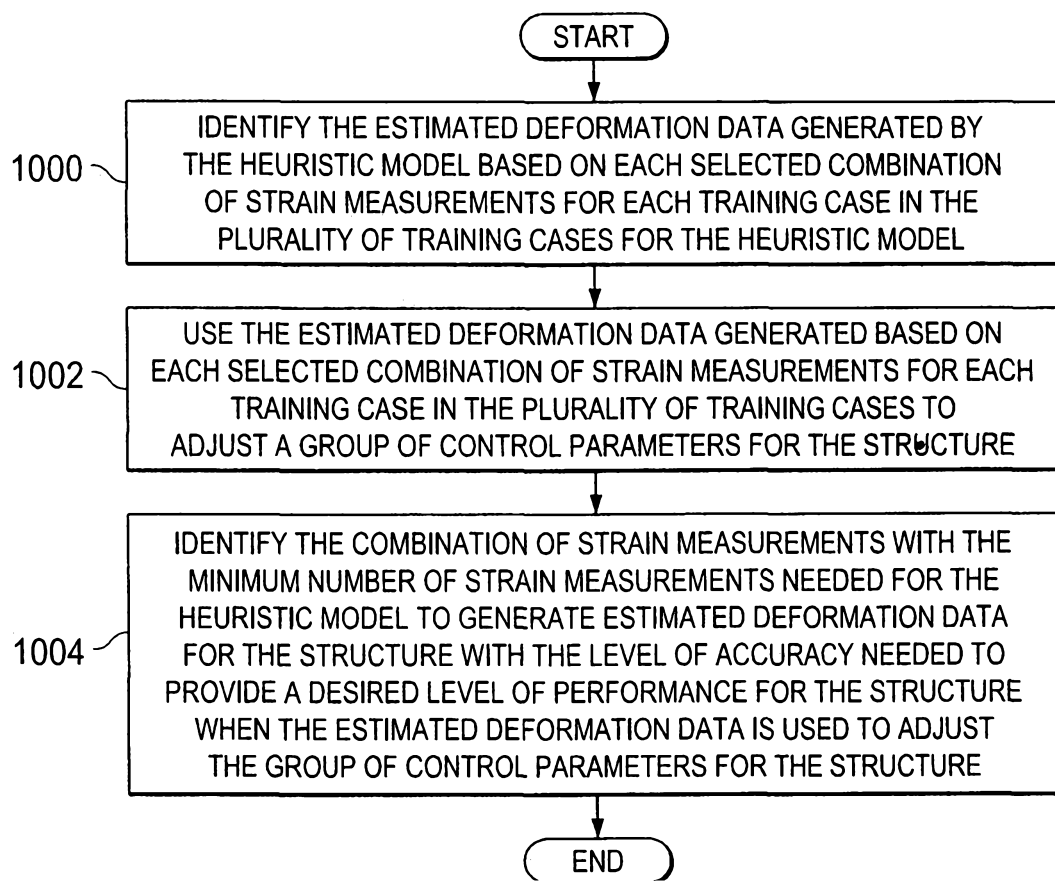 START
1000
IDENTIFY THE ESTIMATED DEFORMATION DATA GENERATED BY
THE HEURISTIC MODEL BASED ON EACH SELECTED COMBINATION
OF STRAIN MEASUREMENTS FOR EACH TRAINING CASE IN THE
PLURALITY OF TRAINING CASES FOR THE HEURISTIC MODEL
1002
USE THE ESTIMATED DEFORMATION DATA GENERATED BASED ON
EACH SELECTED COMBINATION OF STRAIN MEASUREMENTS FOR EACH
TRAINING CASE IN THE PLURALITY OF TRAINING CASES TO
ADJUST A GROUP OF CONTROL PARAMETERS FOR THE STRUCTURE
1004
IDENTIFY THE COMBINATION OF STRAIN MEASUREMENTS WITH THE
MINIMUM NUMBER OF STRAIN MEASUREMENTS NEEDED FOR THE
HEURISTIC MODEL TO GENERATE ESTIMATED DEFORMATION DATA
FOR THE STRUCTURE WITH THE LEVEL OF ACCURACY NEEDED TO
PROVIDE A DESIRED LEVEL OF PERFORMANCE FOR THE STRUCTURE
WHEN THE ESTIMATED DEFORMATION DATA IS USED TO ADJUST
THE GROUP OF CONTROL PARAMETERS FOR THE STRUCTURE
END